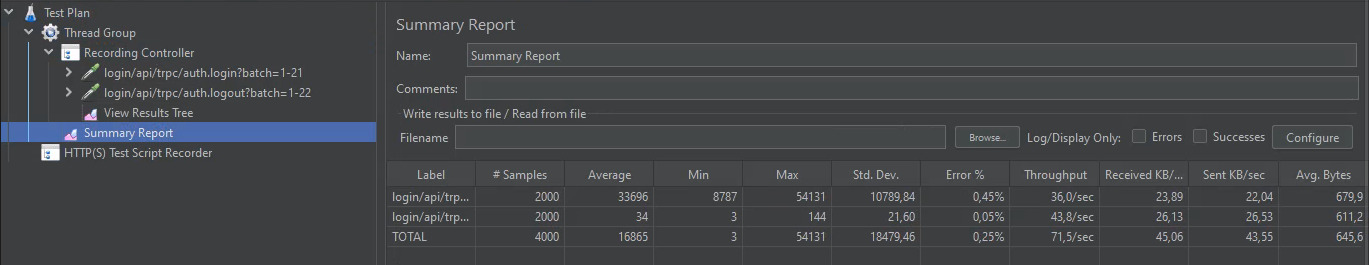 Test Plan
Thread Group
Recording Controller
login/api/trpc/auth.login?batch=1-21
login/api/trpc/auth.logout?batch=1-22
View Results Tree
Summary Report
HTTP(S) Test Script Recorder
Summary Report
Name: Summary Report
Comments:
Write results to file / Read from file
Filename Browse... Log/Display Only: Errors Successes Configure
Label # Samples Average Min Max Std. Dev. Error % Throughput Received KB/... Sent KB/sec Avg. Bytes
login/api/trp... 2000 33696 8787 54131 10789,84 0,45% 36,0/sec 23,89 22,04 679,9
login/api/trp... 2000 34 3 144 21,60 0,05% 43,8/sec 26,13 26,53 611,2
TOTAL 4000 16865 3 54131 18479,46 0,25% 71,5/sec 45,06 43,55 645,6